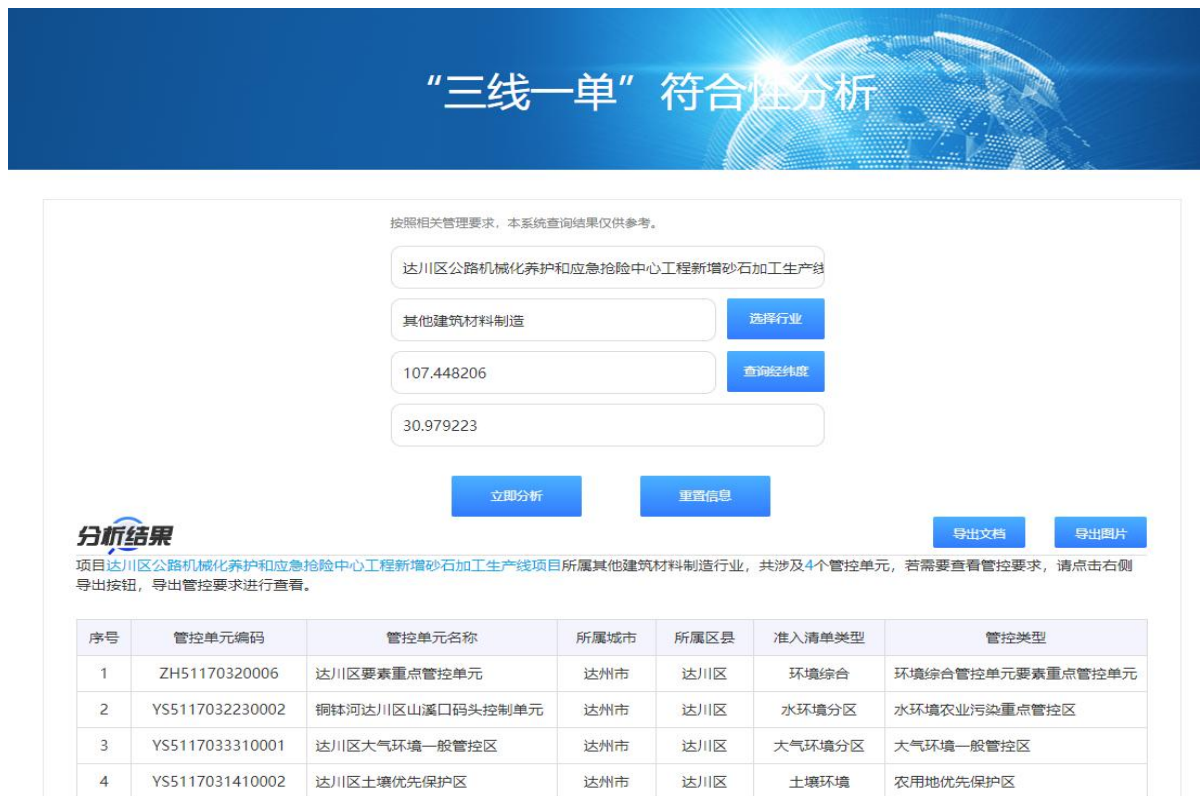 “三线一单”符合性分析
按照相关管理要求，本系统查询结果仅供参考。
达川区公路机械化养护和应急抢险中心工程新增砂石加工生产线
其他建筑材料制造 选择行业
107.448206 查询经纬度
30.979223
立即分析 重置信息
分析结果 导出文档 导出图片
项目达川区公路机械化养护和应急抢险中心工程新增砂石加工生产线项目所属其他建筑材料制造行业，共涉及4个管控单元，若需要查看管控要求，请点击右侧
导出按钮，导出管控要求进行查看。
序号 管控单元编码 管控单元名称 所属城市 所属区县 准入清单类型 管控类型
1 ZH51170320006 达川区要素重点管控单元 达州市 达川区 环境综合 环境综合管控单元要素重点管控单元
2 YS5117032230002 铜钵河达川区山溪口码头控制单元 达州市 达川区 水环境分区 水环境农业污染重点管控区
3 YS5117033310001 达川区大气环境一般管控区 达州市 达川区 大气环境分区 大气环境一般管控区
4 YS5117031410002 达川区土壤优先保护区 达州市 达川区 土壤环境 农用地优先保护区